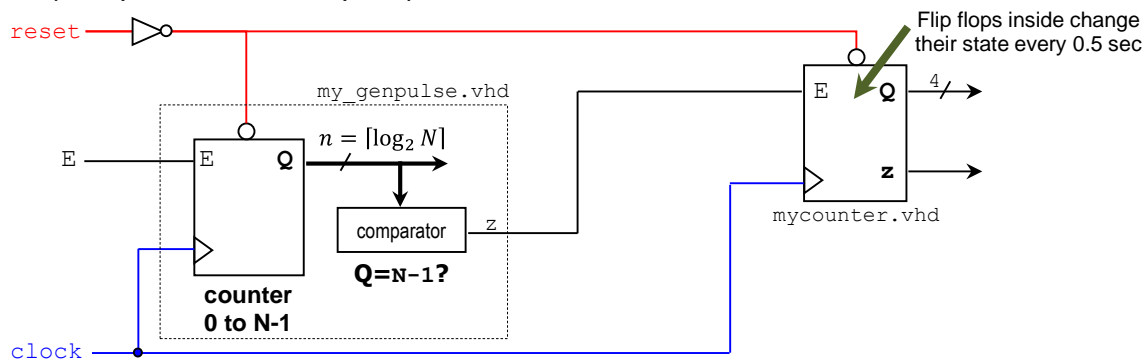 reset
Flip flops inside change
their state every 0.5 sec
my_genpulse.vhd
E
E
Q
n = ⌈log₂ N⌉
comparator
z
Q=N-1?
counter
0 to N-1
E
Q
4
z
mycounter.vhd
clock